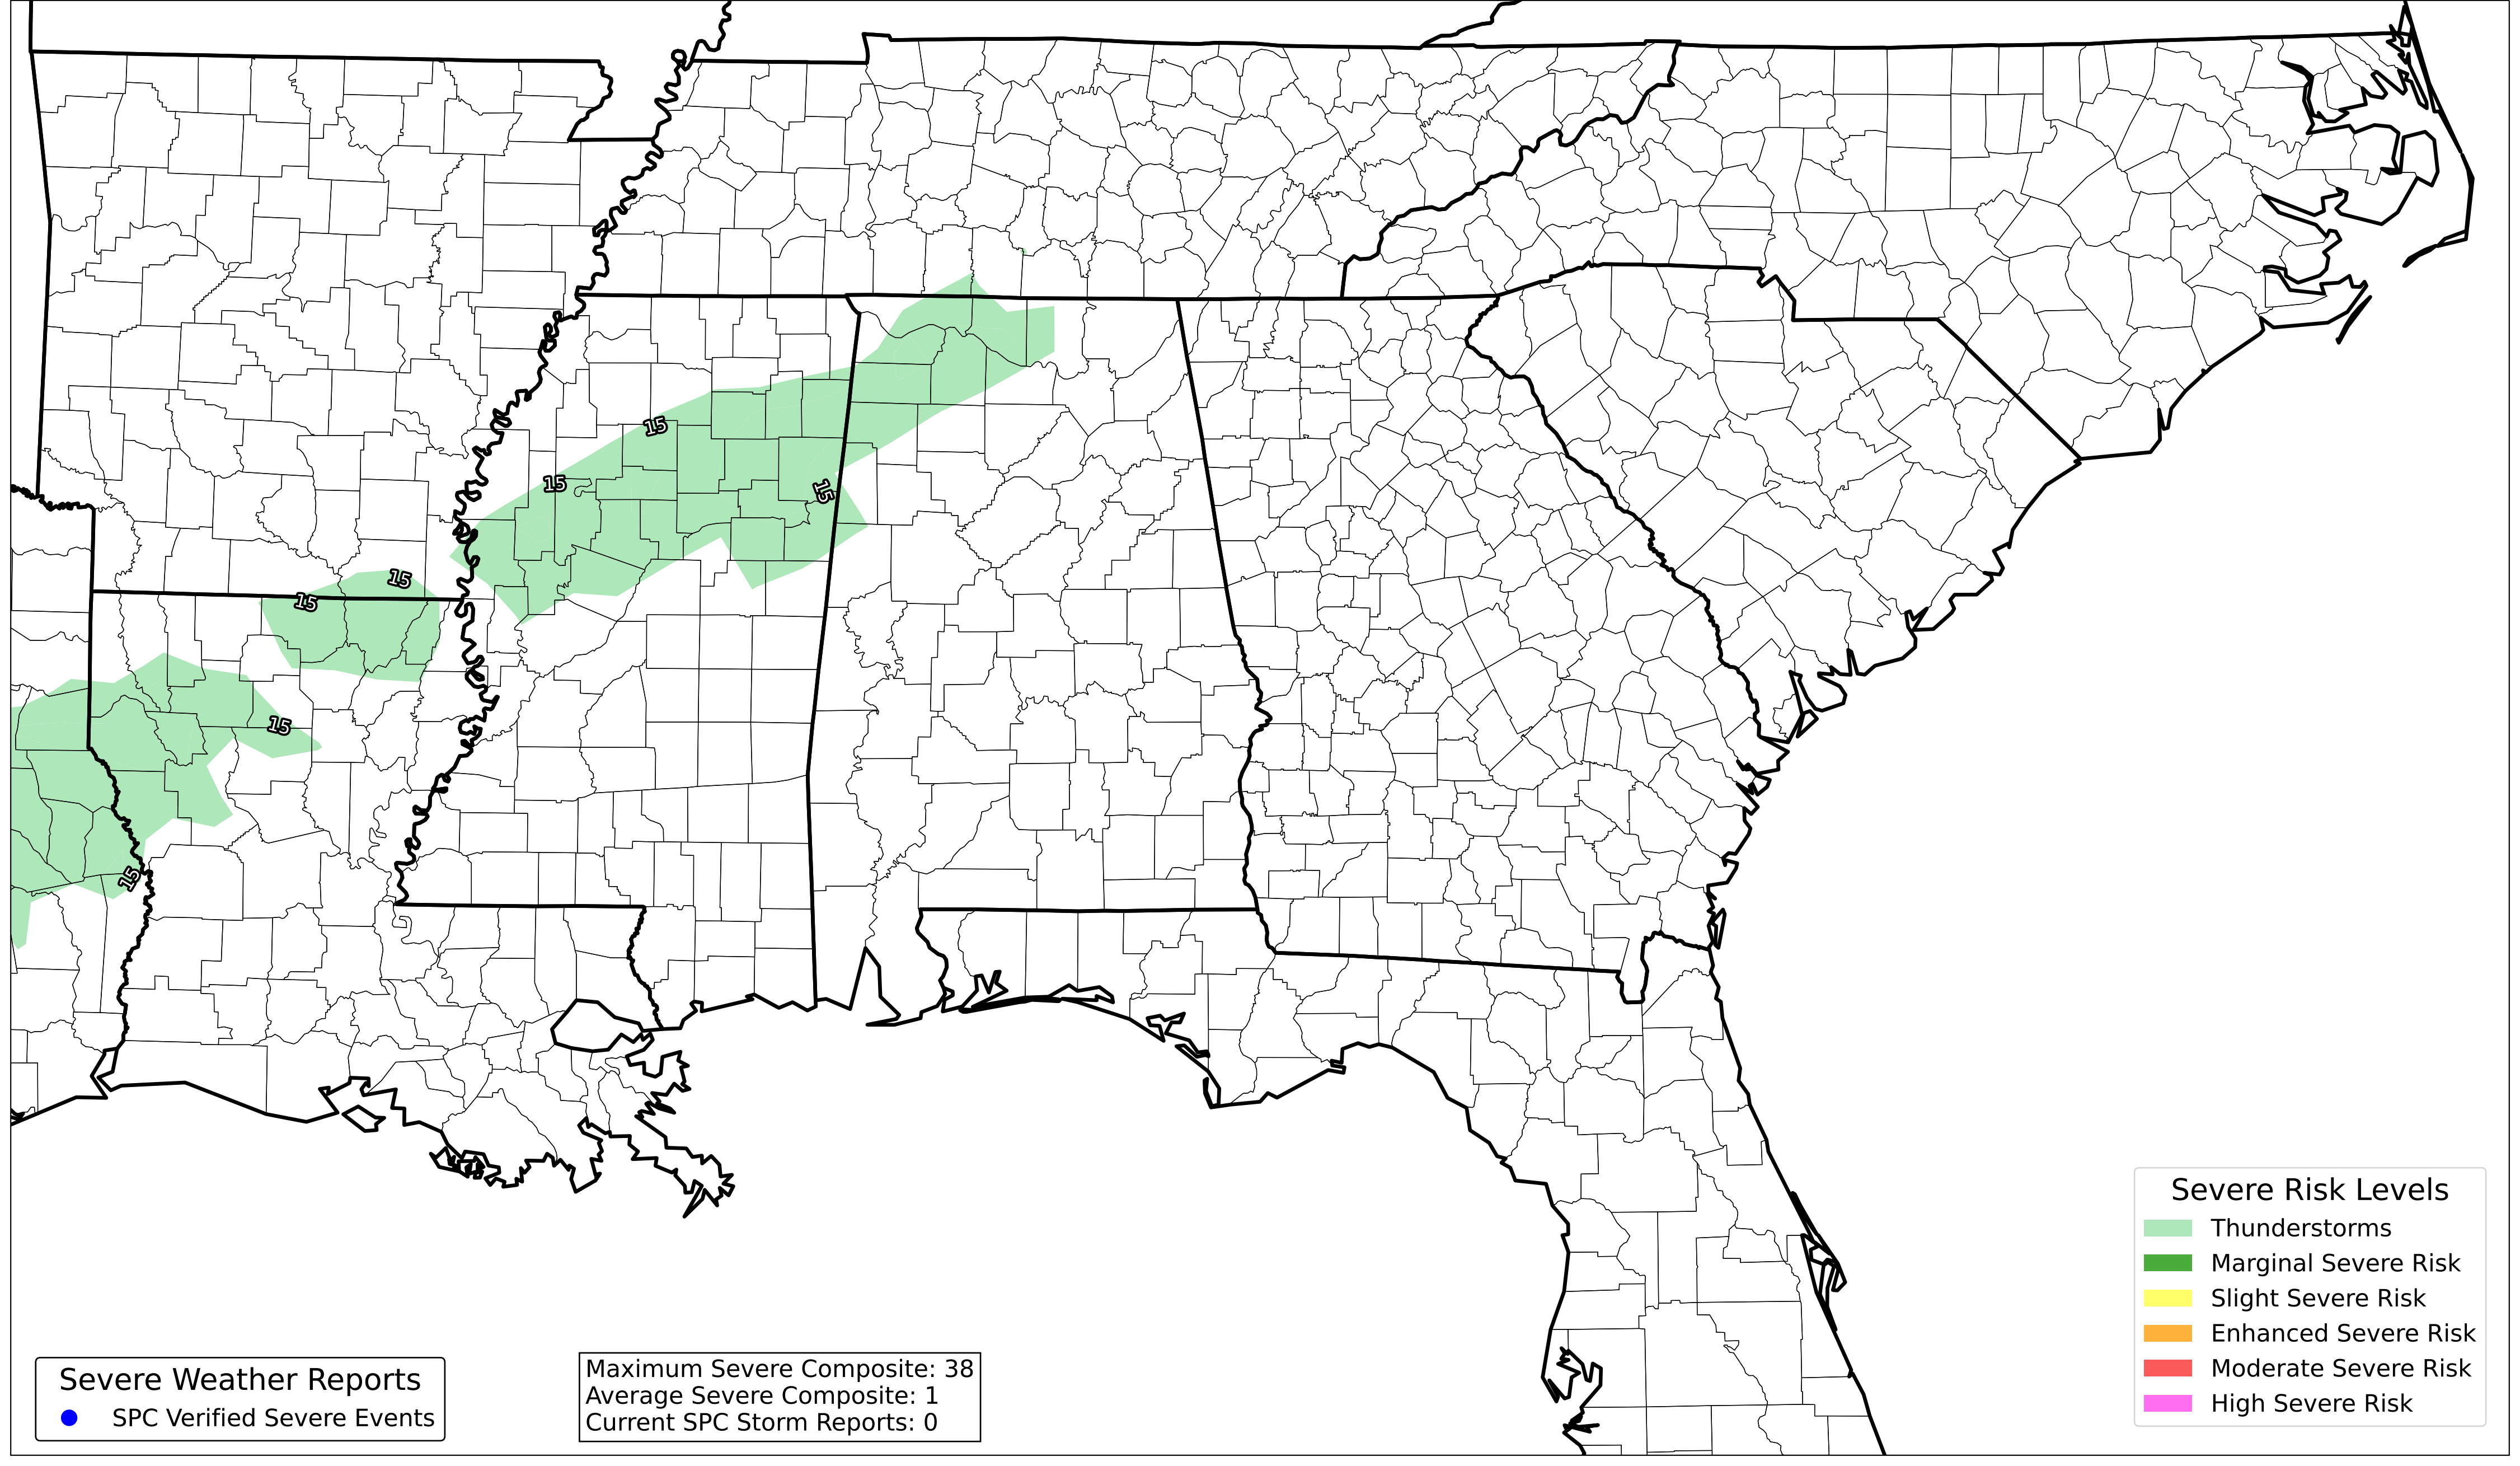 15
15
15
15
15
15
15
Severe Risk Levels
Thunderstorms
Marginal Severe Risk
Slight Severe Risk
Enhanced Severe Risk
Moderate Severe Risk
High Severe Risk
Severe Weather Reports
SPC Verified Severe Events
Maximum Severe Composite: 38
Average Severe Composite: 1
Current SPC Storm Reports: 0